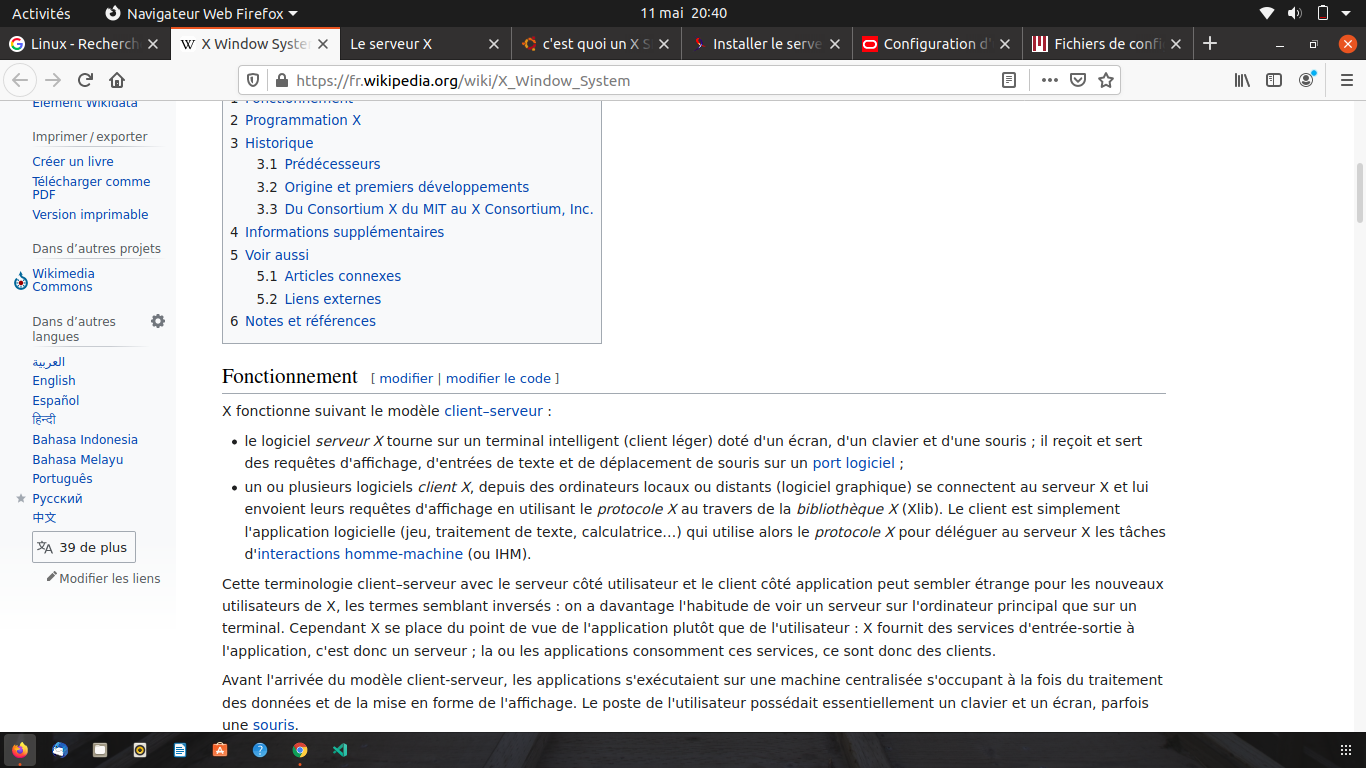 Activités
Navigateur Web Firefox
11 mai 20:40
Linux - Recherch
X Window Syste
Le serveur X
c'est quoi un X S
Installer le serve
Configuration d'
Fichiers de confi
https://fr.wikipedia.org/wiki/X_Window_System
Élément Wikidata
Imprimer / exporter
Créer un livre
Télécharger comme
PDF
Version imprimable
Dans d’autres projets
Wikimedia
Commons
Dans d’autres
langues
العربية
English
Español
हिन्दी
Bahasa Indonesia
Bahasa Melayu
Português
Русский
中文
39 de plus
Modifier les liens
1 Fonctionnement
2 Programmation X
3 Historique
3.1 Prédécesseurs
3.2 Origine et premiers développements
3.3 Du Consortium X du MIT au X Consortium, Inc.
4 Informations supplémentaires
5 Voir aussi
5.1 Articles connexes
5.2 Liens externes
6 Notes et références
Fonctionnement [ modifier | modifier le code ]
X fonctionne suivant le modèle client–serveur :
• le logiciel serveur X tourne sur un terminal intelligent (client léger) doté d'un écran, d'un clavier et d'une souris ; il reçoit et sert
des requêtes d'affichage, d'entrées de texte et de déplacement de souris sur un port logiciel ;
• un ou plusieurs logiciels client X, depuis des ordinateurs locaux ou distants (logiciel graphique) se connectent au serveur X et lui
envoient leurs requêtes d'affichage en utilisant le protocole X au travers de la bibliothèque X (Xlib). Le client est simplement
l'application logicielle (jeu, traitement de texte, calculatrice…) qui utilise alors le protocole X pour déléguer au serveur X les tâches
d'interactions homme-machine (ou IHM).
Cette terminologie client–serveur avec le serveur côté utilisateur et le client côté application peut sembler étrange pour les nouveaux
utilisateurs de X, les termes semblant inversés : on a davantage l'habitude de voir un serveur sur l'ordinateur principal que sur un
terminal. Cependant X se place du point de vue de l'application plutôt que de l'utilisateur : X fournit des services d'entrée-sortie à
l'application, c'est donc un serveur ; la ou les applications consomment ces services, ce sont donc des clients.
Avant l'arrivée du modèle client-serveur, les applications s'exécutaient sur une machine centralisée s'occupant à la fois du traitement
des données et de la mise en forme de l'affichage. Le poste de l'utilisateur possédait essentiellement un clavier et un écran, parfois
une souris.